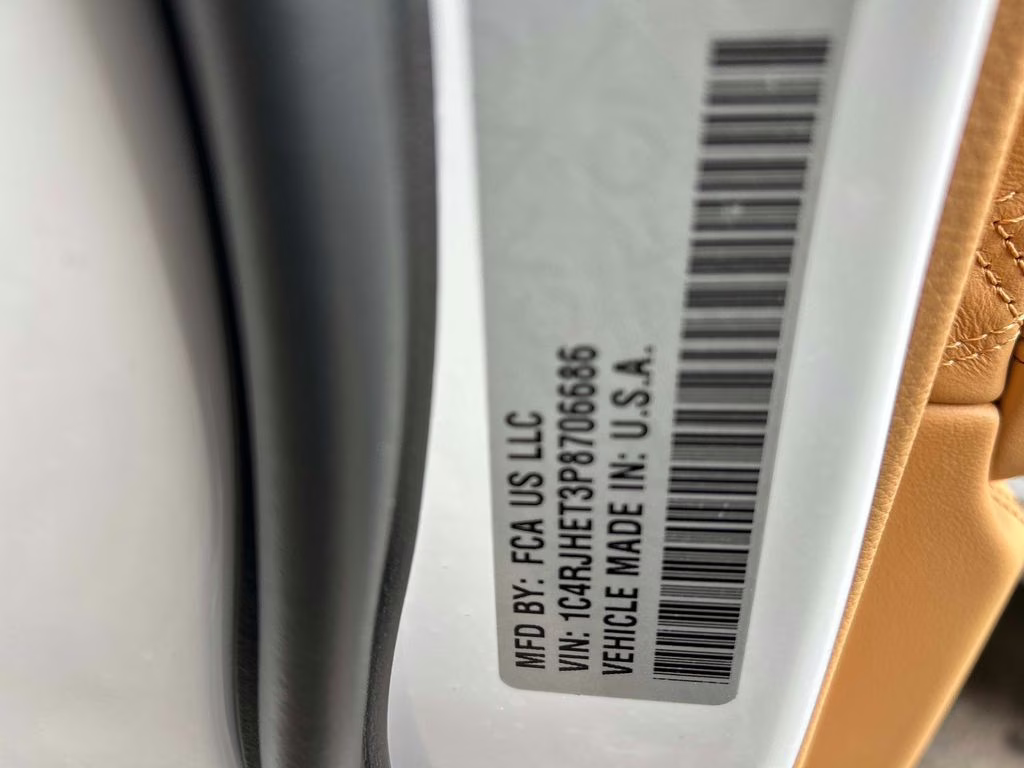 MFD BY: FCA US LLC
VIN: 1C4RJHET3P8706686
VEHICLE MADE IN: U.S.A.